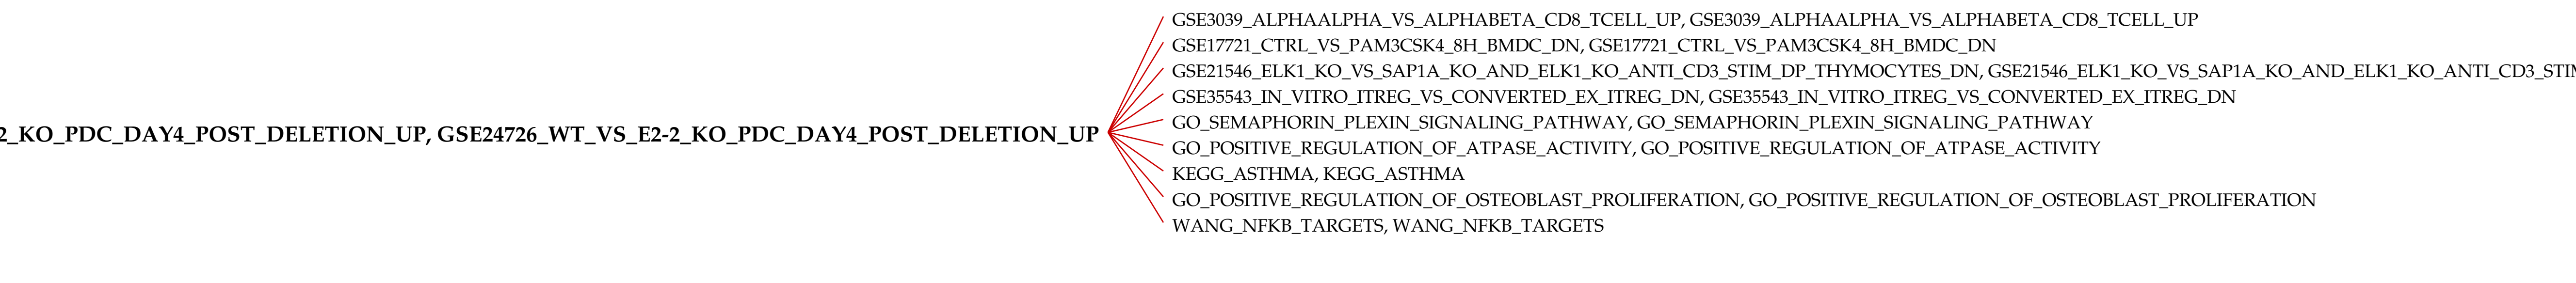 GSE3039_ALPHAALPHA_VS_ALPHABETA_CD8_TCELL_UP, GSE3039_ALPHAALPHA_VS_ALPHABETA_CD8_TCELL_UP
GSE17721_CTRL_VS_PAM3CSK4_8H_BMDC_DN, GSE17721_CTRL_VS_PAM3CSK4_8H_BMDC_DN
GSE21546_ELK1_KO_VS_SAP1A_KO_AND_ELK1_KO_ANTI_CD3_STIM_DP_THYMOCYTES_DN, GSE21546_ELK1_KO_VS_SAP1A_KO_AND_ELK1_KO_ANTI_CD3_STIM
GSE35543_IN_VITRO_ITREG_VS_CONVERTED_EX_ITREG_DN, GSE35543_IN_VITRO_ITREG_VS_CONVERTED_EX_ITREG_DN
GO_SEMAPHORIN_PLEXIN_SIGNALING_PATHWAY, GO_SEMAPHORIN_PLEXIN_SIGNALING_PATHWAY
2_KO_PDC_DAY4_POST_DELETION_UP, GSE24726_WT_VS_E2-2_KO_PDC_DAY4_POST_DELETION_UP
GO_POSITIVE_REGULATION_OF_ATPASE_ACTIVITY, GO_POSITIVE_REGULATION_OF_ATPASE_ACTIVITY
KEGG_ASTHMA, KEGG_ASTHMA
GO_POSITIVE_REGULATION_OF_OSTEOBLAST_PROLIFERATION, GO_POSITIVE_REGULATION_OF_OSTEOBLAST_PROLIFERATION
WANG_NFKB_TARGETS, WANG_NFKB_TARGETS